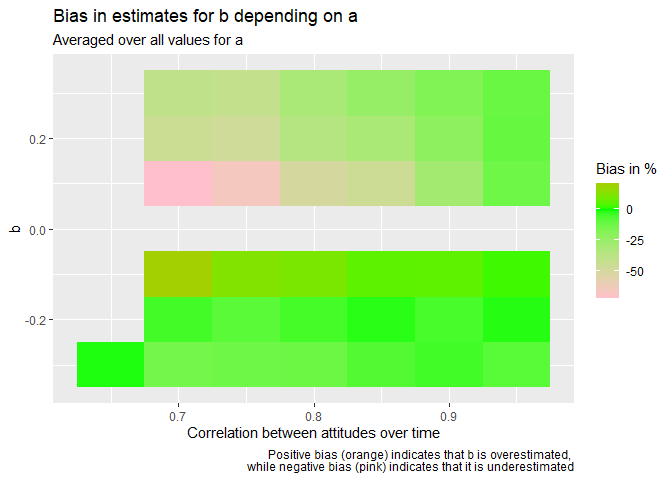 Bias in estimates for b depending on a
Averaged over all values for a
0.2
0.0
-0.2
b
0.7
0.8
0.9
Correlation between attitudes over time
Bias in %
0
-25
-50
Positive bias (orange) indicates that b is overestimated,
while negative bias (pink) indicates that it is underestimated